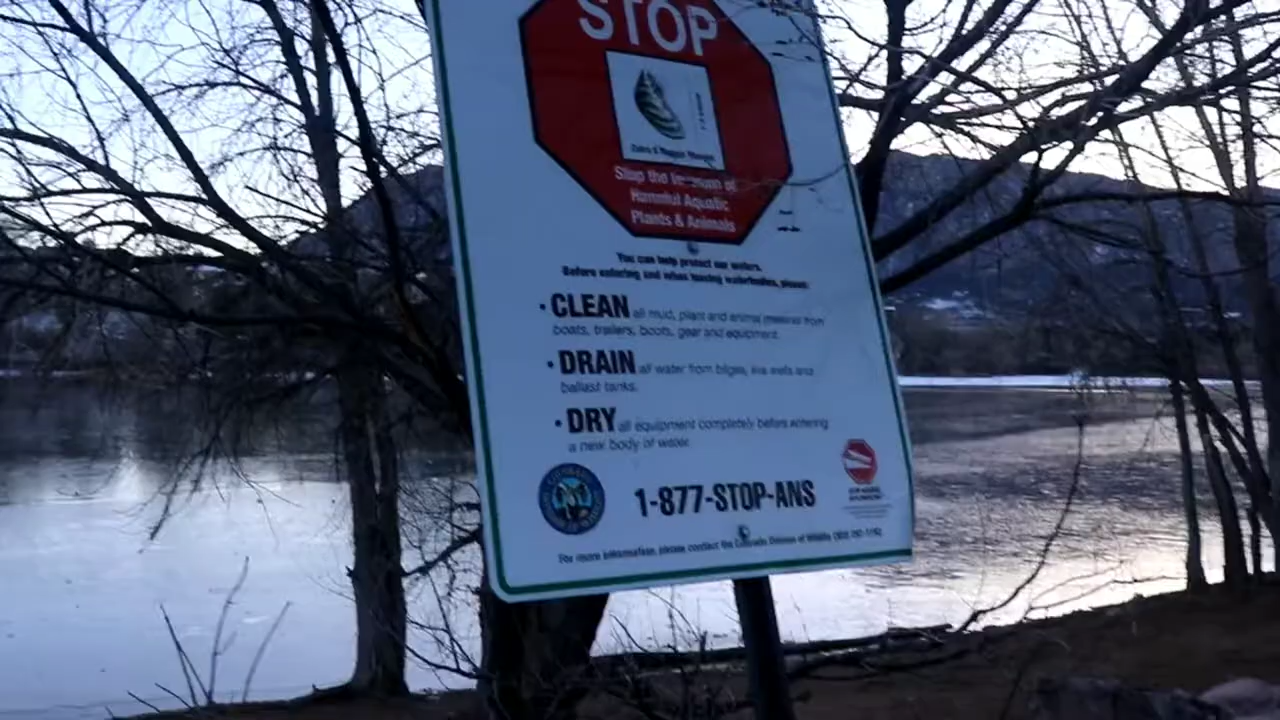 STOP
Zebra & Quagga Mussel
Stop the Invasion of
Harmful Aquatic
Plants & Animals
You can help protect our waters.
Before entering and when leaving waterbodies, please:
• CLEAN all mud, plant and animal material from
boats, trailers, boots, gear and equipment.
• DRAIN all water from bilges, live wells and
ballast tanks.
• DRY all equipment completely before entering
a new body of water.
1-877-STOP-ANS
For more information, please contact the Colorado Division of Wildlife